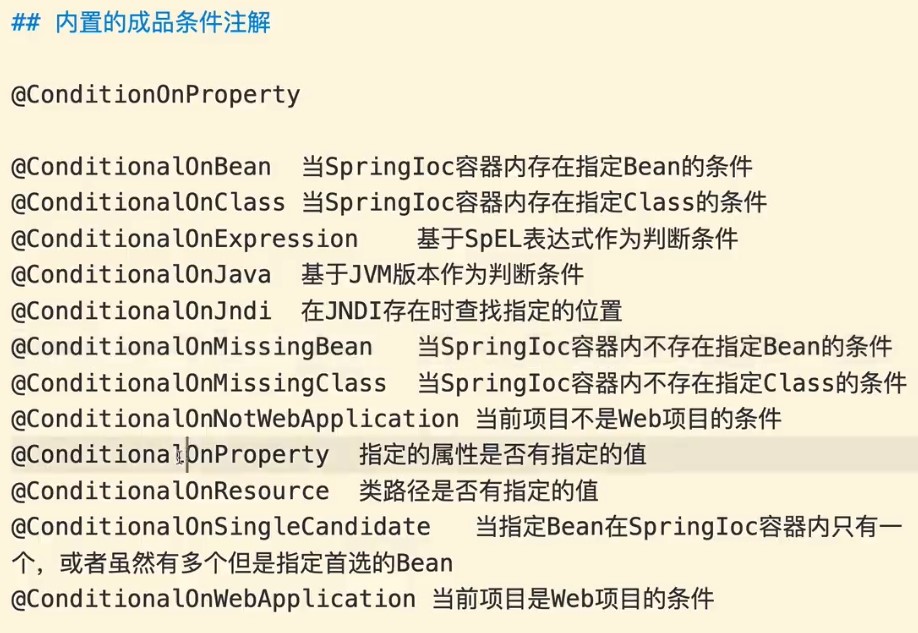 ## 内置的成品条件注解
@ConditionOnProperty
@ConditionalOnBean 当SpringIoc容器内存在指定Bean的条件
@ConditionalOnClass 当SpringIoc容器内存在指定Class的条件
@ConditionalOnExpression 基于SpEL表达式作为判断条件
@ConditionalOnJava 基于JVM版本作为判断条件
@ConditionalOnJndi 在JNDI存在时查找指定的位置
@ConditionalOnMissingBean 当SpringIoc容器内不存在指定Bean的条件
@ConditionalOnMissingClass 当SpringIoc容器内不存在指定Class的条件
@ConditionalOnNotWebApplication 当前项目不是Web项目的条件
@ConditionalOnProperty 指定的属性是否有指定的值
@ConditionalOnResource 类路径是否有指定的值
@ConditionalOnSingleCandidate 当指定Bean在SpringIoc容器内只有一
个，或者虽然有多个但是指定首选的Bean
@ConditionalOnWebApplication 当前项目是Web项目的条件